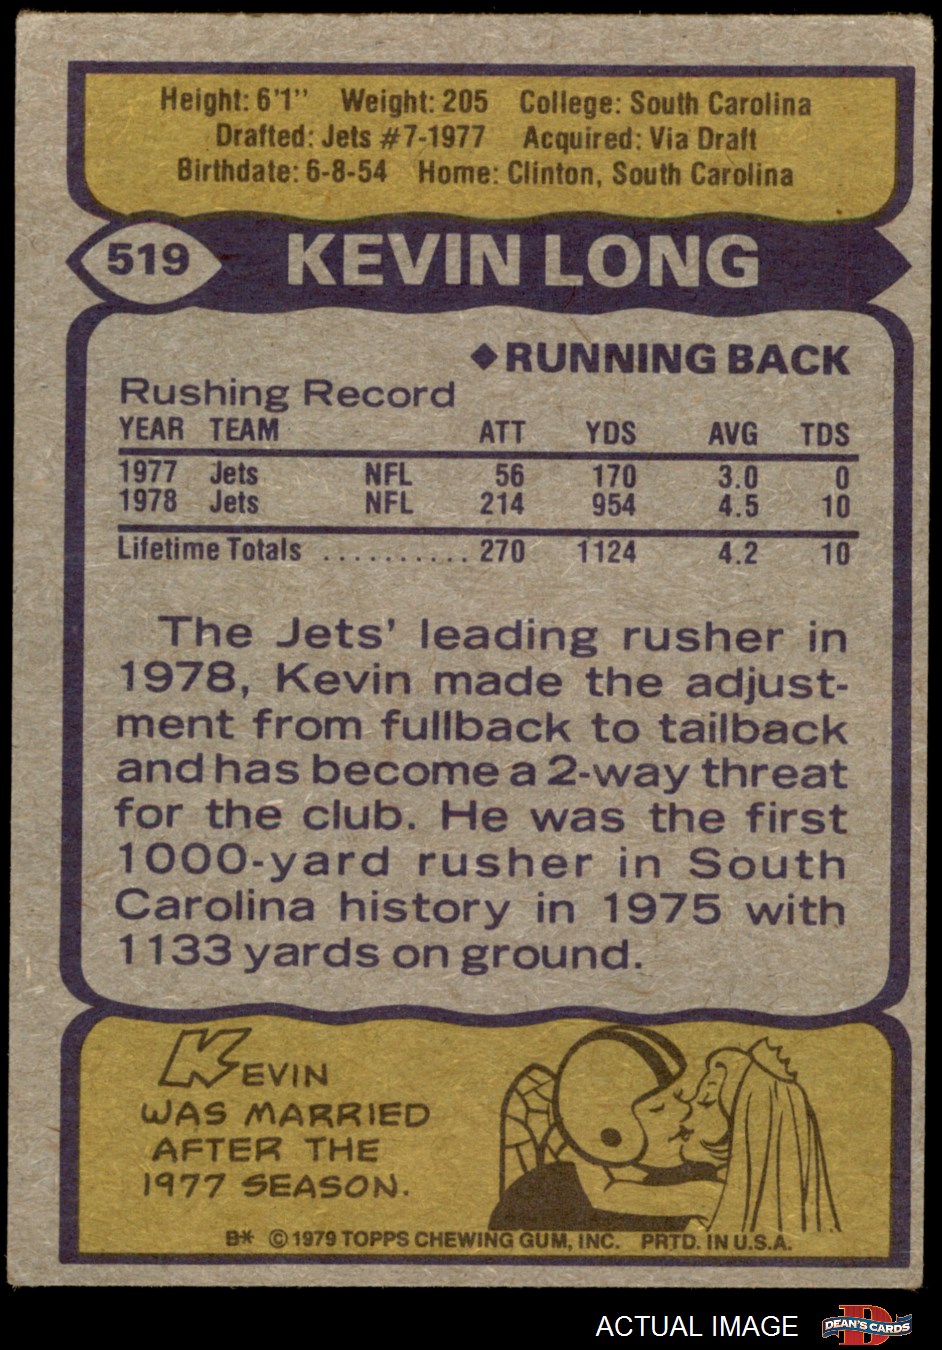 Height: 6'1" Weight: 205 College: South Carolina
Drafted: Jets #7-1977 Acquired: Via Draft
Birthdate: 6-8-54 Home: Clinton, South Carolina
519 KEVIN LONG
◆RUNNING BACK
Rushing Record
YEAR TEAM ATT YDS AVG TDS
1977 Jets NFL 56 170 3.0 0
1978 Jets NFL 214 954 4.5 10
Lifetime Totals .......... 270 1124 4.2 10
The Jets' leading rusher in
1978, Kevin made the adjust-
ment from fullback to tailback
and has become a 2-way threat
for the club. He was the first
1000-yard rusher in South
Carolina history in 1975 with
1133 yards on ground.
KEVIN
WAS MARRIED
AFTER THE
1977 SEASON.
B* © 1979 TOPPS CHEWING GUM, INC. PRTD. IN U.S.A.
ACTUAL IMAGE DEAN'S CARDS